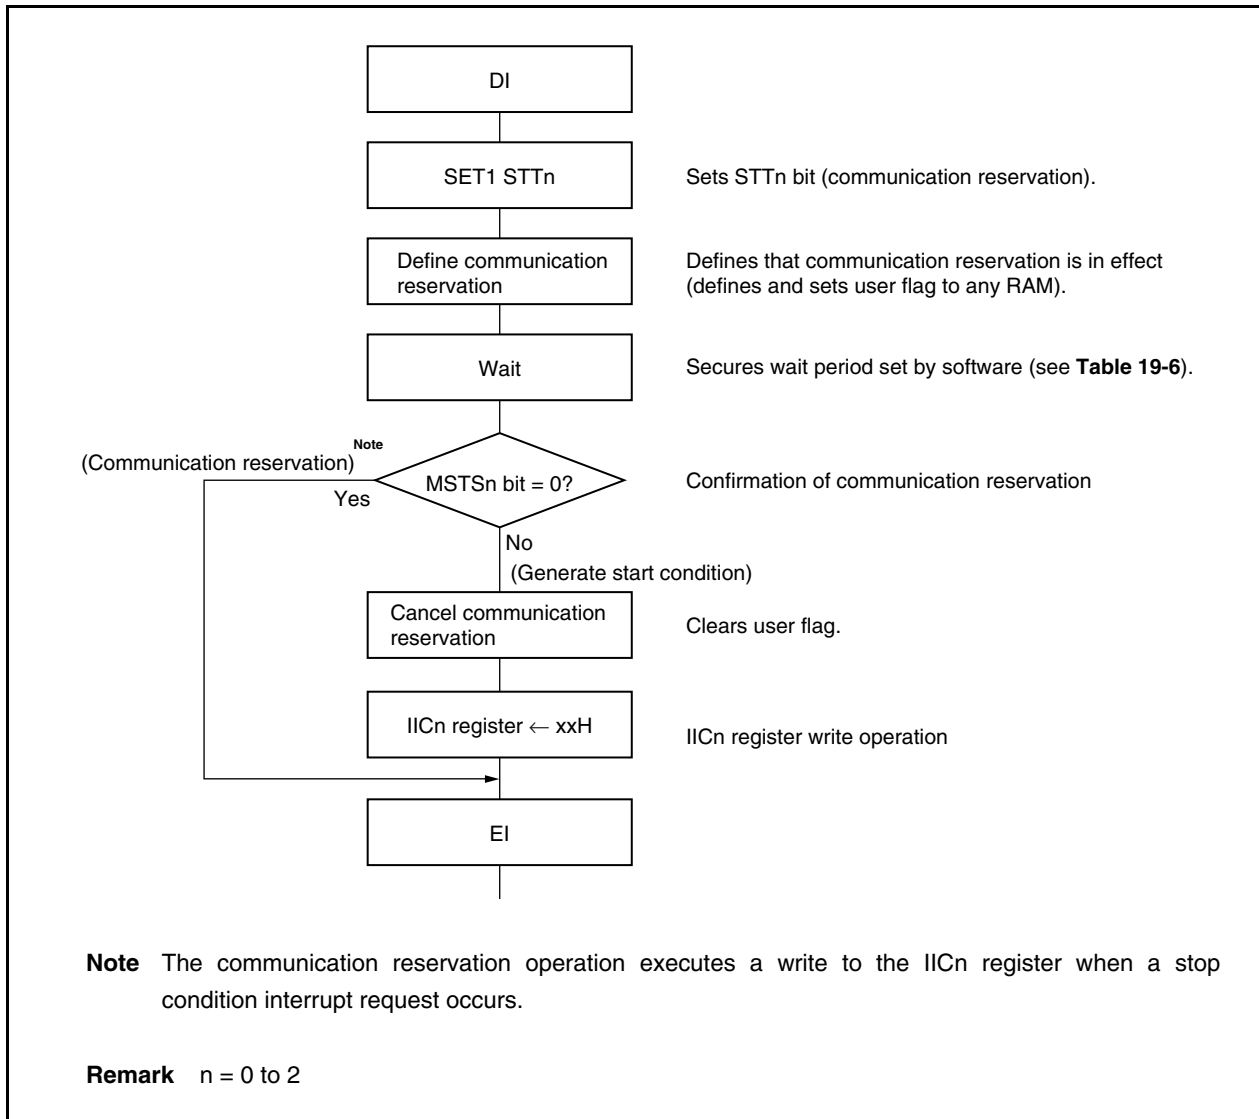 DI
SET1 STTn
Sets STTn bit (communication reservation).
Define communication
reservation
Defines that communication reservation is in effect
(defines and sets user flag to any RAM).
Wait
Secures wait period set by software (see Table 19-6).
(Communication reservation)Note
Yes
MSTSn bit = 0?
Confirmation of communication reservation
No
(Generate start condition)
Cancel communication
reservation
Clears user flag.
IICn register ← xxH
IICn register write operation
EI
Note The communication reservation operation executes a write to the IICn register when a stop
condition interrupt request occurs.
Remark n = 0 to 2